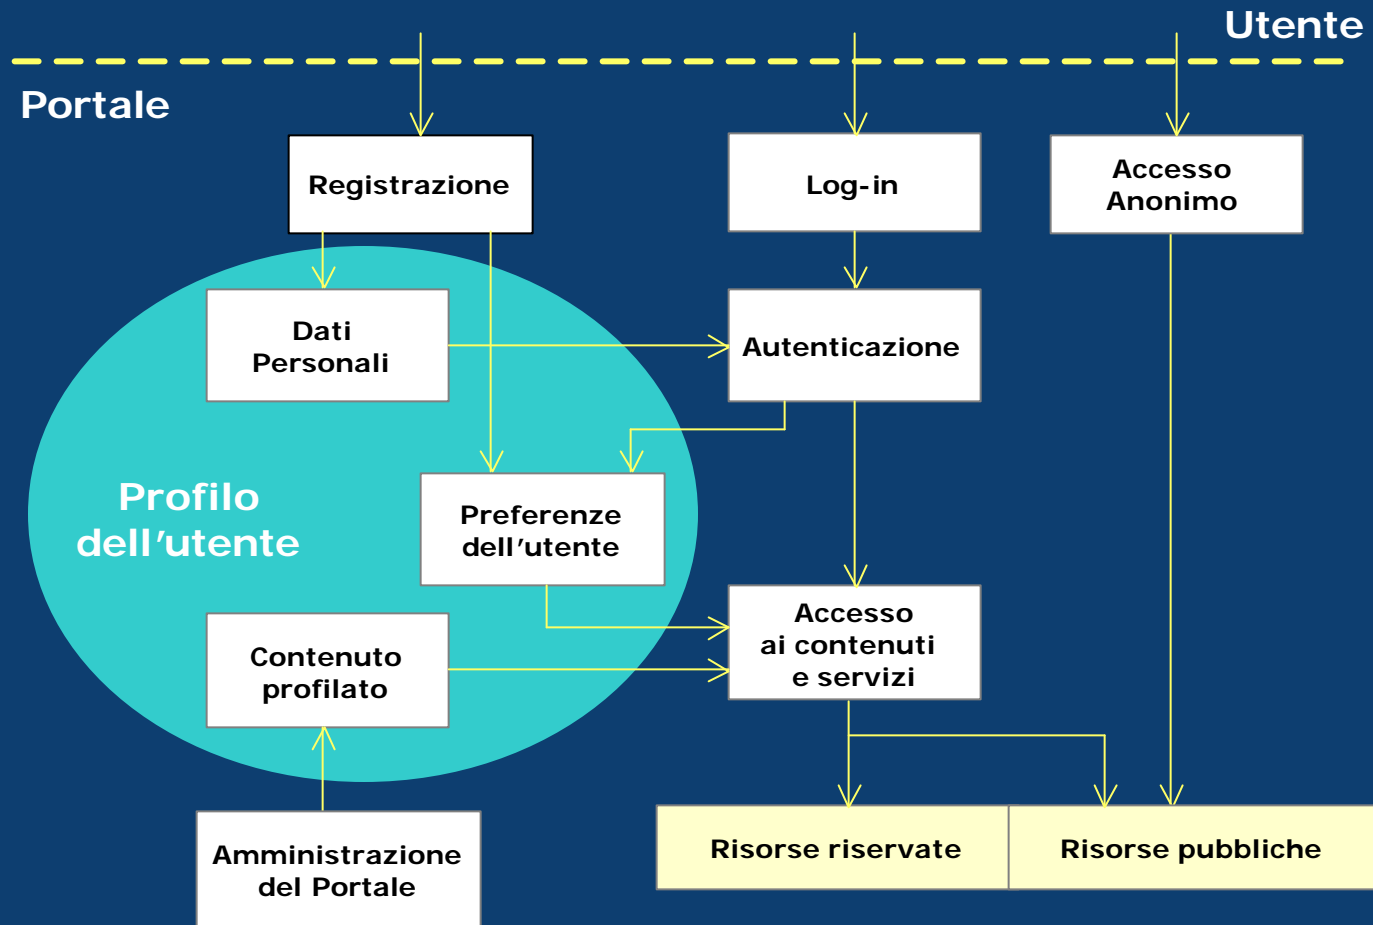 Utente
Portale
Registrazione
Log-in
Accesso
Anonimo
Dati
Personali
Autenticazione
Profilo
dell'utente
Preferenze
dell'utente
Contenuto
profilato
Accesso
ai contenuti
e servizi
Amministrazione
del Portale
Risorse riservate
Risorse pubbliche